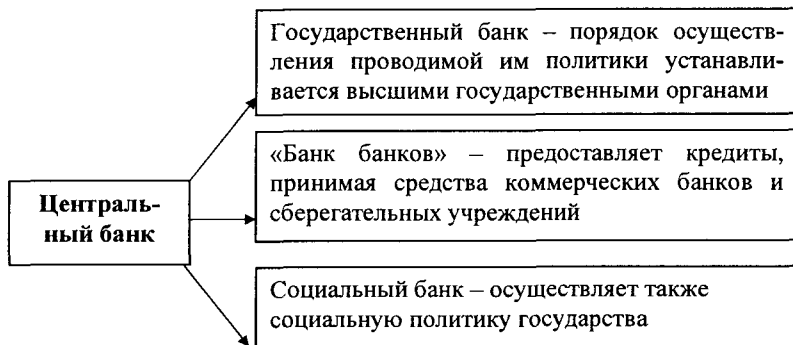 Государственный банк – порядок осуществ-
ления проводимой им политики устанавли-
вается высшими государственными органами
«Банк банков» – предоставляет кредиты,
принимая средства коммерческих банков и
сберегательных учреждений
Централь-
ный банк
Социальный банк – осуществляет также
социальную политику государства